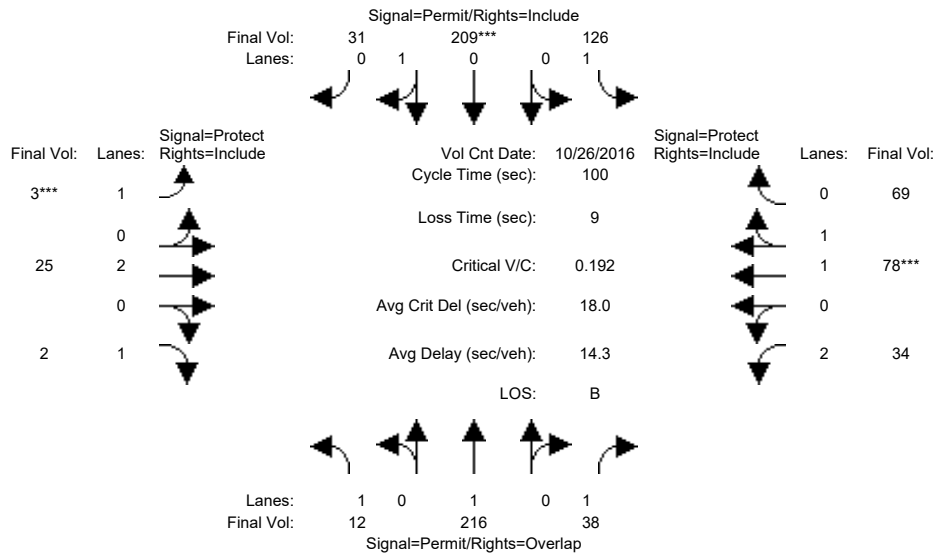 Signal=Permit/Rights=Include
Final Vol: 31 209*** 126
Lanes: 0 1 0 0 1
Signal=Protect
Final Vol: Lanes: Rights=Include
Vol Cnt Date: 10/26/2016
Signal=Protect
Rights=Include Lanes: Final Vol:
Cycle Time (sec): 100
3*** 1
0 69
Loss Time (sec): 9
0
1
25 2
Critical V/C: 0.192
1 78***
0
Avg Crit Del (sec/veh): 18.0
0
2 1
Avg Delay (sec/veh): 14.3
2 34
LOS: B
Lanes: 1 0 1 0 1
Final Vol: 12 216 38
Signal=Permit/Rights=Overlap